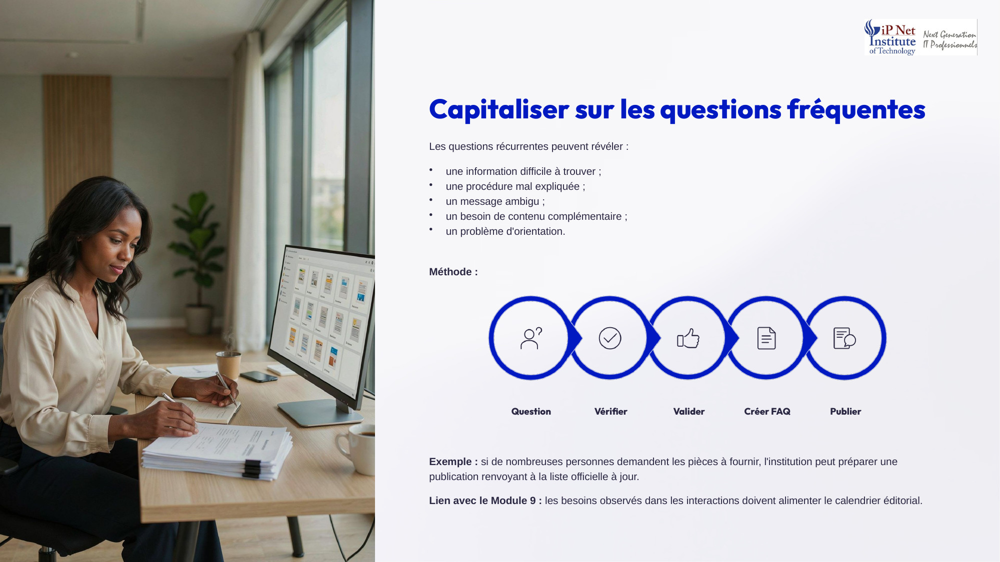 iP Net
Institute
of Technology
Next Generation
IT Professionnels
Capitaliser sur les questions fréquentes
Les questions récurrentes peuvent révéler :
• une information difficile à trouver ;
• une procédure mal expliquée ;
• un message ambigu ;
• un besoin de contenu complémentaire ;
• un problème d'orientation.
Méthode :
Question
Vérifier
Valider
Créer FAQ
Publier
Exemple : si de nombreuses personnes demandent les pièces à fournir, l'institution peut préparer une
publication renvoyant à la liste officielle à jour.
Lien avec le Module 9 : les besoins observés dans les interactions doivent alimenter le calendrier éditorial.